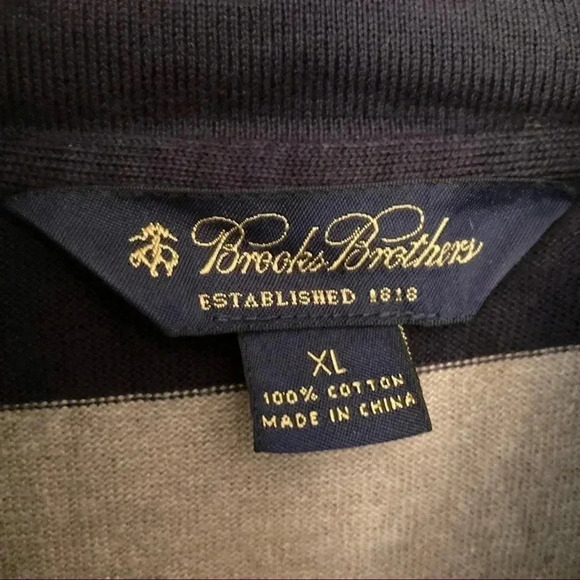 Brooks Brothers
ESTABLISHED 1818
XL
100% COTTON
MADE IN CHINA